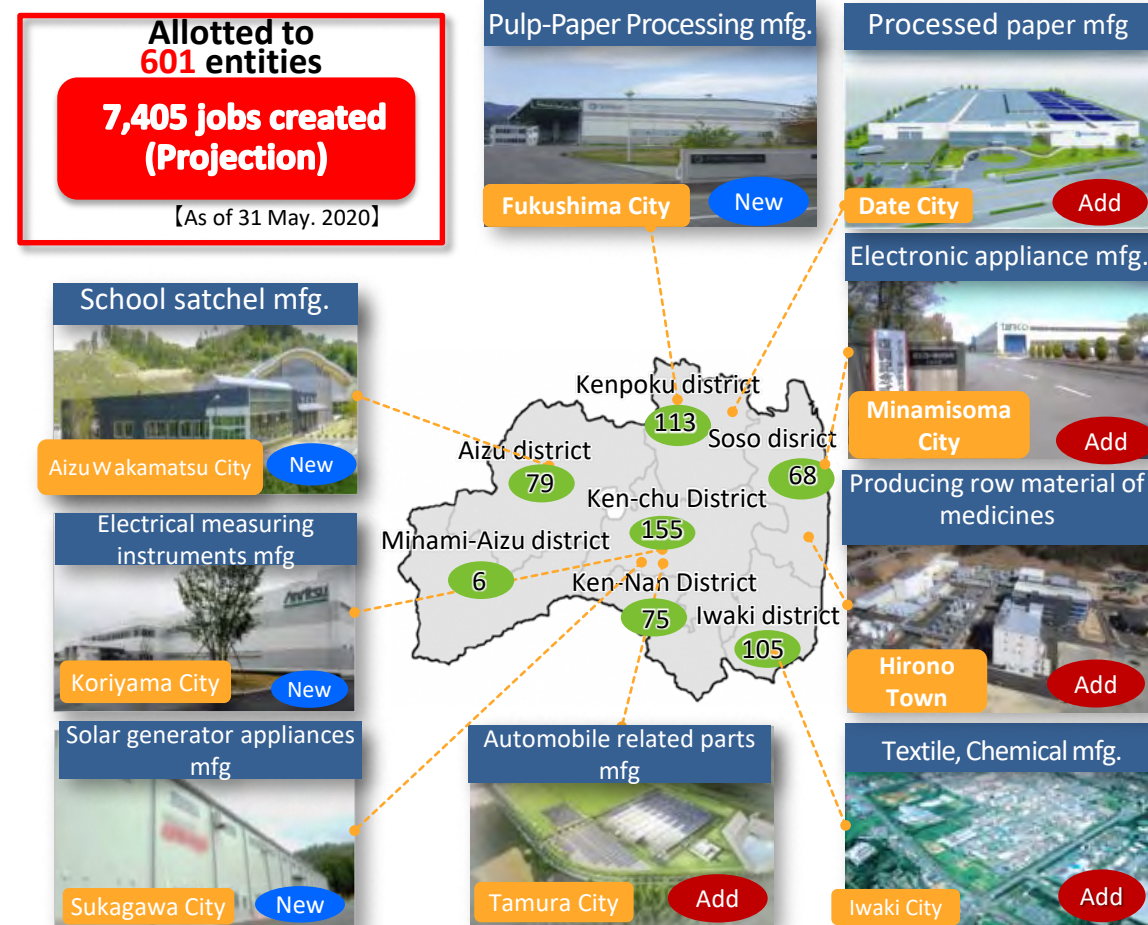 Allotted to
601 entities
7,405 jobs created
(Projection)
【As of 31 May. 2020】
Pulp-Paper Processing mfg.
Fukushima City
New
Processed paper mfg
Date City
Add
Electronic appliance mfg.
Minamisoma
City
Add
School satchel mfg.
AizuWakamatsu City
New
Kenpoku district
113
Soso disrict
68
Aizu district
79
Ken-chu District
155
Minami-Aizu district
6
Ken-Nan District
75
Iwaki district
105
Producing row material of
medicines
Hirono
Town
Add
Electrical measuring
instruments mfg
Anritsu
Koriyama City
New
Solar generator appliances
mfg
Sukagawa City
New
Automobile related parts
mfg
Tamura City
Add
Textile, Chemical mfg.
Iwaki City
Add